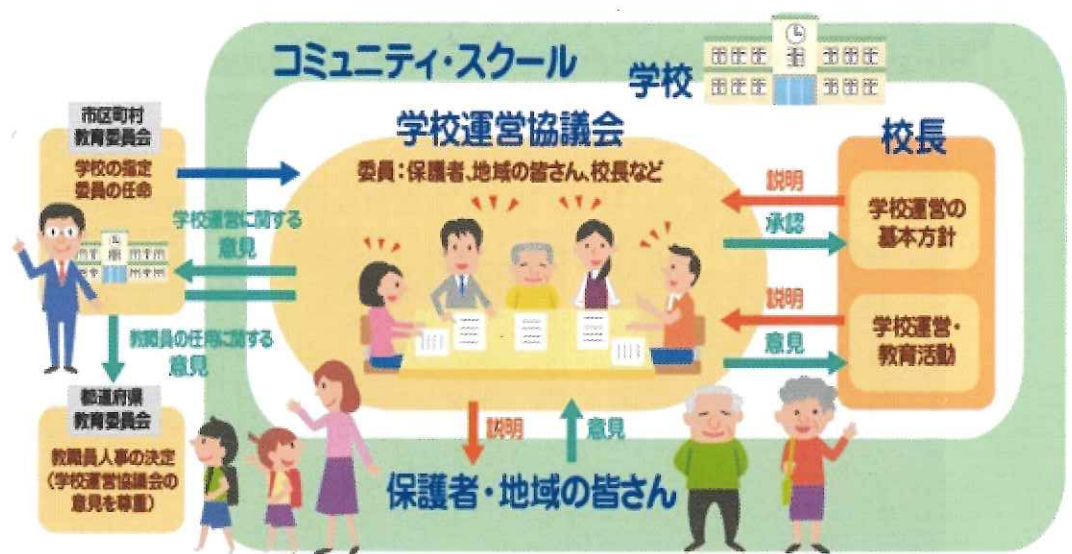 コミュニティ・スクール
学校
市区町村
教育委員会
学校の指定
委員の任命
学校運営に関する
意見
教職員の任用に関する
意見
都道府県
教育委員会
教職員人事の決定
(学校運営協議会の
意見を尊重)
学校運営協議会
委員:保護者、地域の皆さん、校長など
校長
説明
承認
学校運営の
基本方針
説明
意見
学校運営・
教育活動
説明
意見
保護者・地域の皆さん